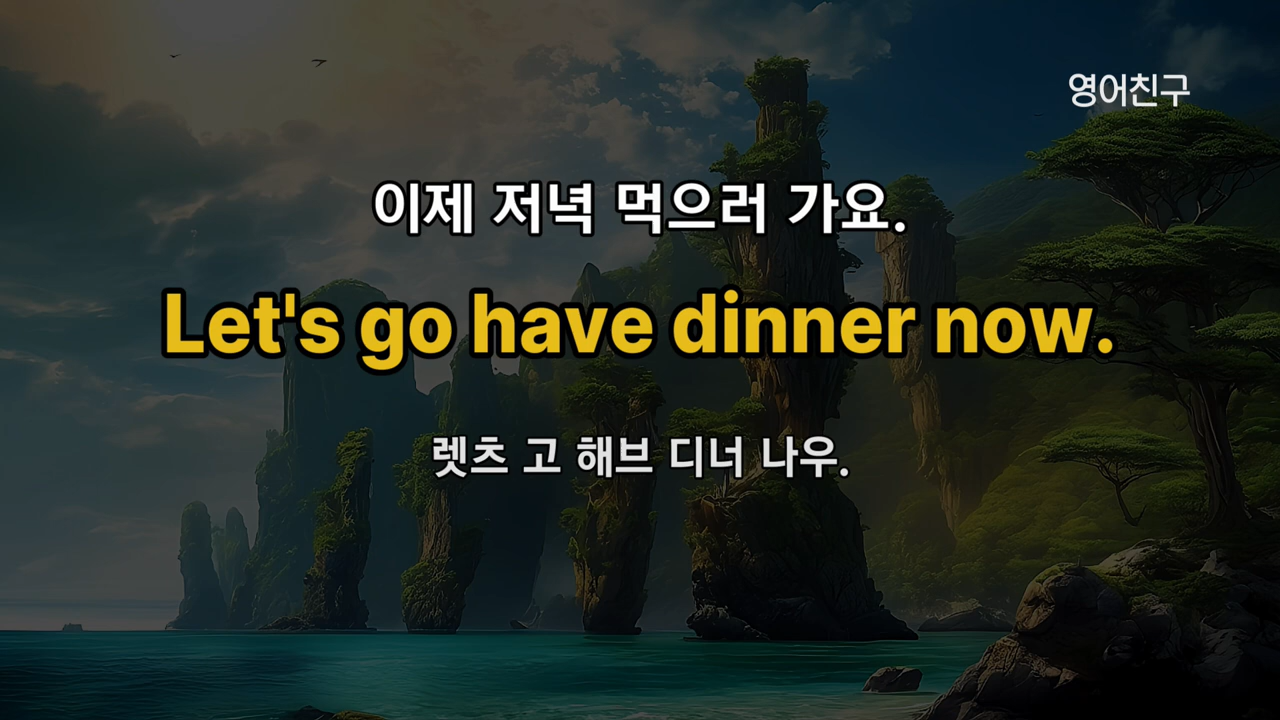 영어친구
이제 저녁 먹으러 가요.
Let's go have dinner now.
렛츠 고 해브 디너 나우.